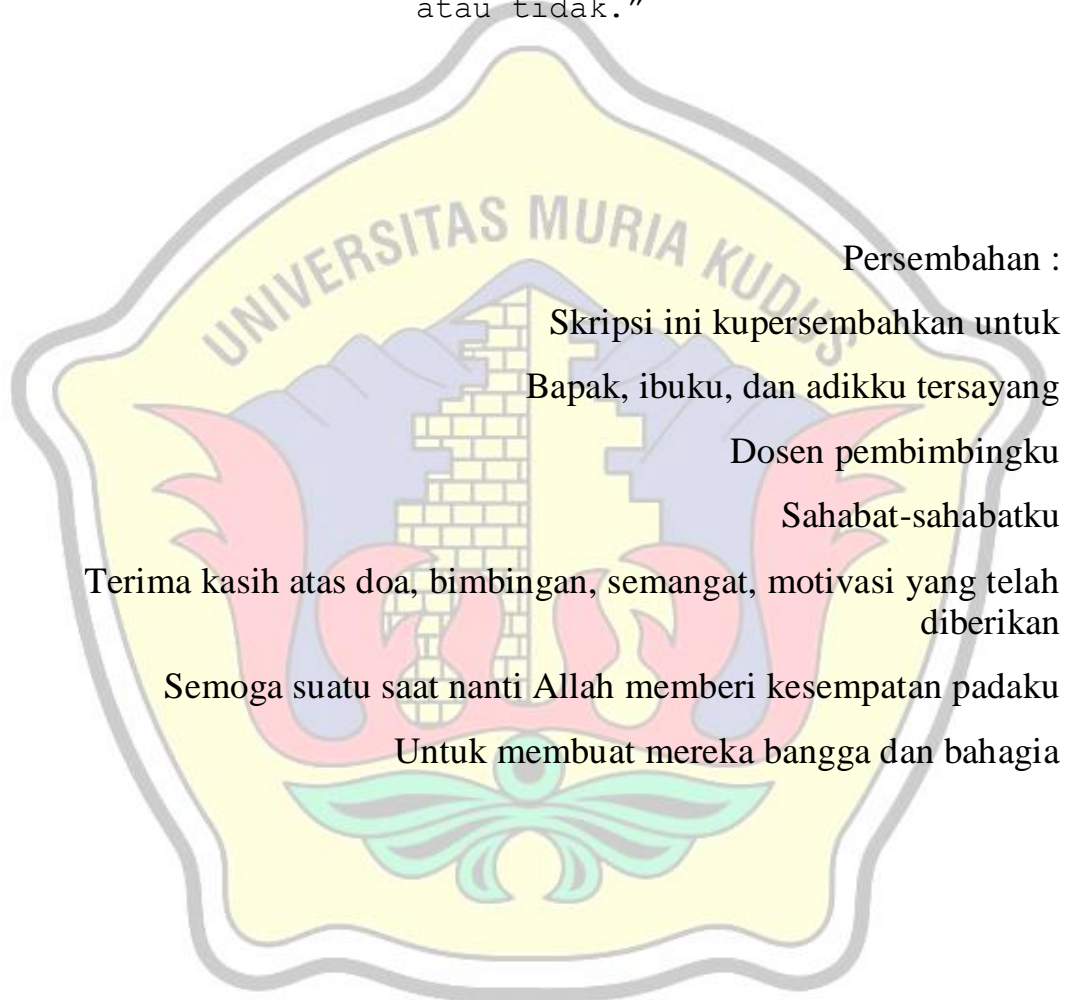 atau tidak.”
UNIVERSITAS MURIA KUDUS
Persembahan :
Skripsi ini kupersembahkan untuk
Bapak, ibuku, dan adikku tersayang
Dosen pembimbingku
Sahabat-sahabatku
Terima kasih atas doa, bimbingan, semangat, motivasi yang telah
diberikan
Semoga suatu saat nanti Allah memberi kesempatan padaku
Untuk membuat mereka bangga dan bahagia